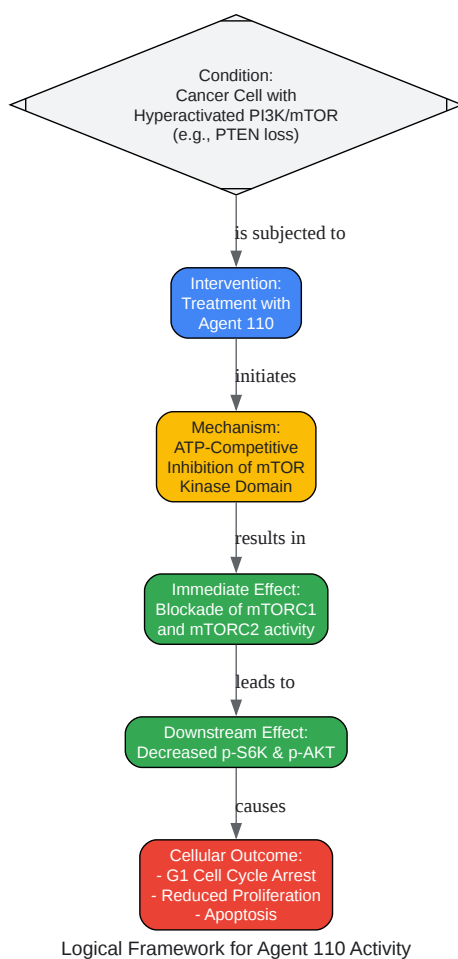 Condition:
Cancer Cell with
Hyperactivated PI3K/mTOR
(e.g., PTEN loss)
is subjected to
Intervention:
Treatment with
Agent 110
initiates
Mechanism:
ATP-Competitive
Inhibition of mTOR
Kinase Domain
results in
Immediate Effect:
Blockade of mTORC1
and mTORC2 activity
leads to
Downstream Effect:
Decreased p-S6K & p-AKT
causes
Cellular Outcome:
- G1 Cell Cycle Arrest
- Reduced Proliferation
- Apoptosis
Logical Framework for Agent 110 Activity